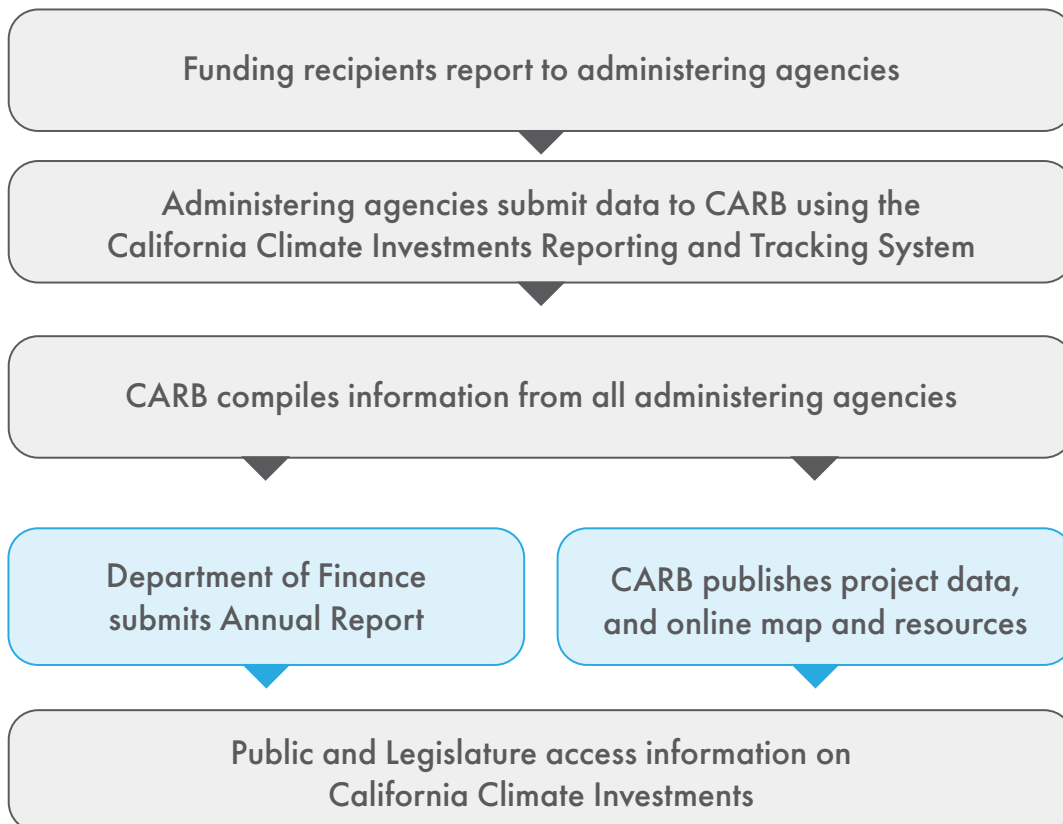 Funding recipients report to administering agencies
Administering agencies submit data to CARB using the
California Climate Investments Reporting and Tracking System
CARB compiles information from all administering agencies
Department of Finance
submits Annual Report
CARB publishes project data,
and online map and resources
Public and Legislature access information on
California Climate Investments